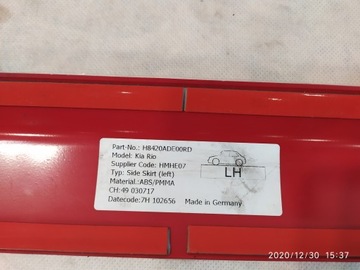 Part-No.: H8420ADE00RD
Model: Kia Rio
Supplier Code: HMHE07
Typ: Side Skirt (left)
Material.:ABS/PMMA
CH:49 030717
Datecode:7H 102656
LH
Made in Germany
2020/12/30 15:37